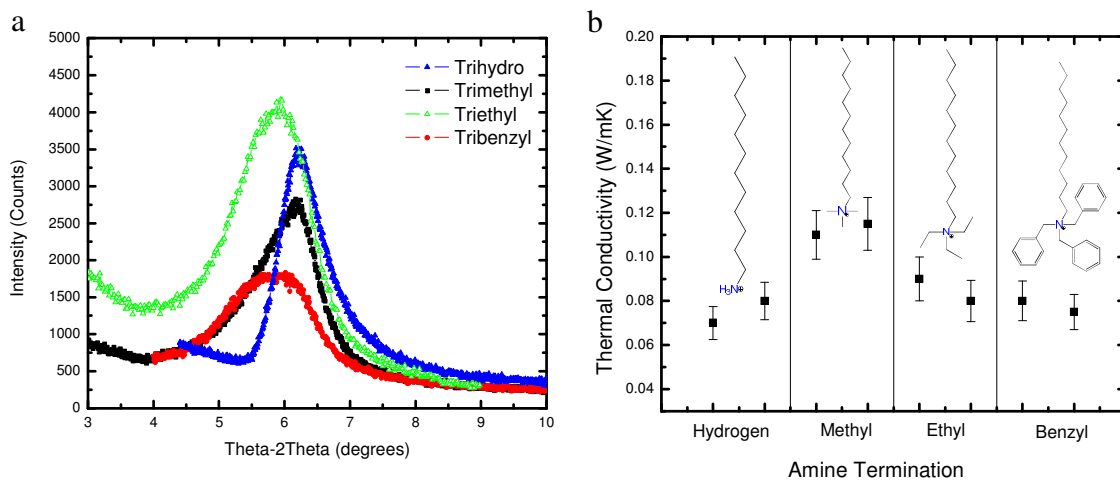 a
5000
4500
4000
3500
3000
2500
2000
1500
1000
500
0
Intensity (Counts)
Trihydro
Trimethyl
Triethyl
Tribenzyl
3 4 5 6 7 8 9 10
Theta-2Theta (degrees)
b
0.20
0.18
0.16
0.14
0.12
0.10
0.08
0.06
0.04
Thermal Conductivity (W/mK)
H3N
N
N
N
Hydrogen Methyl Ethyl Benzyl
Amine Termination